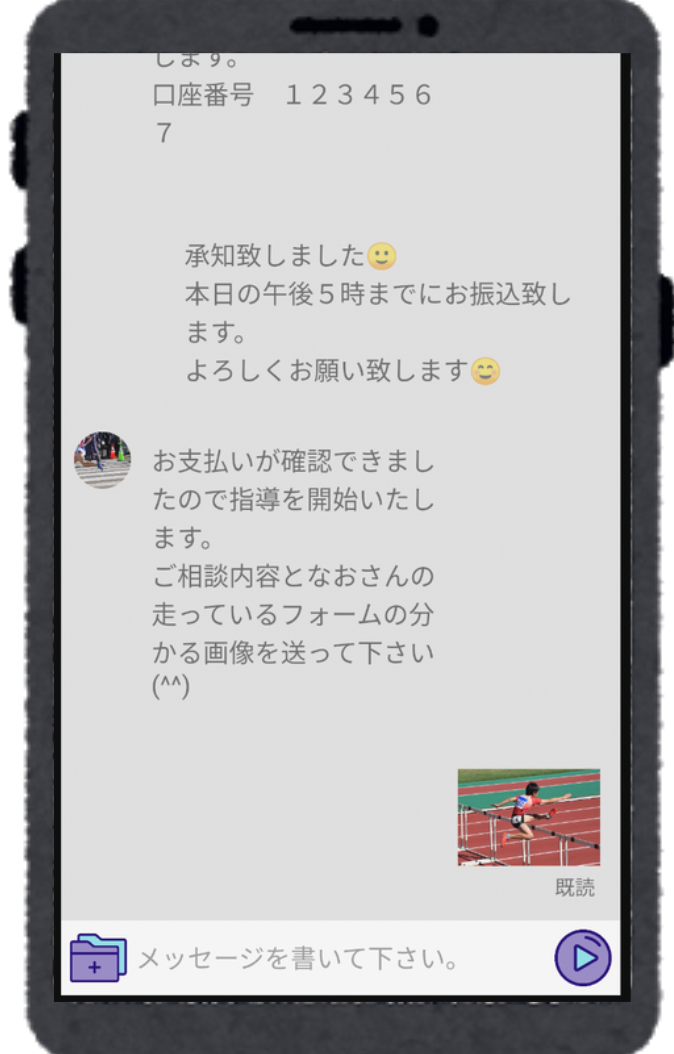 します。
口座番号　１２３４５６
７
承知致しました🙂
本日の午後５時までにお振込致し
ます。
よろしくお願い致します😊
お支払いが確認できまし
たので指導を開始いたし
ます。
ご相談内容となおさんの
走っているフォームの分
かる画像を送って下さい
(^^)
既読
メッセージを書いて下さい。